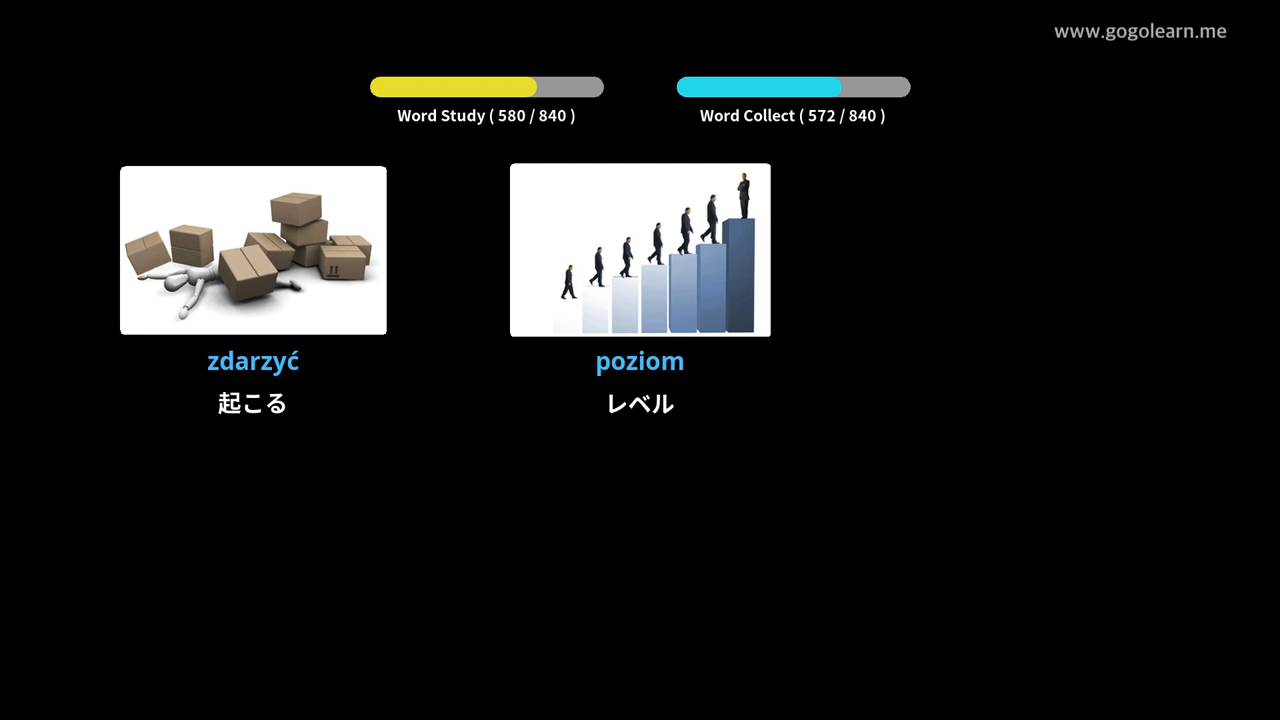 www.gogolearn.me
Word Study ( 580 / 840 )
Word Collect ( 572 / 840 )
zdarzyć
poziom
起こる
レベル